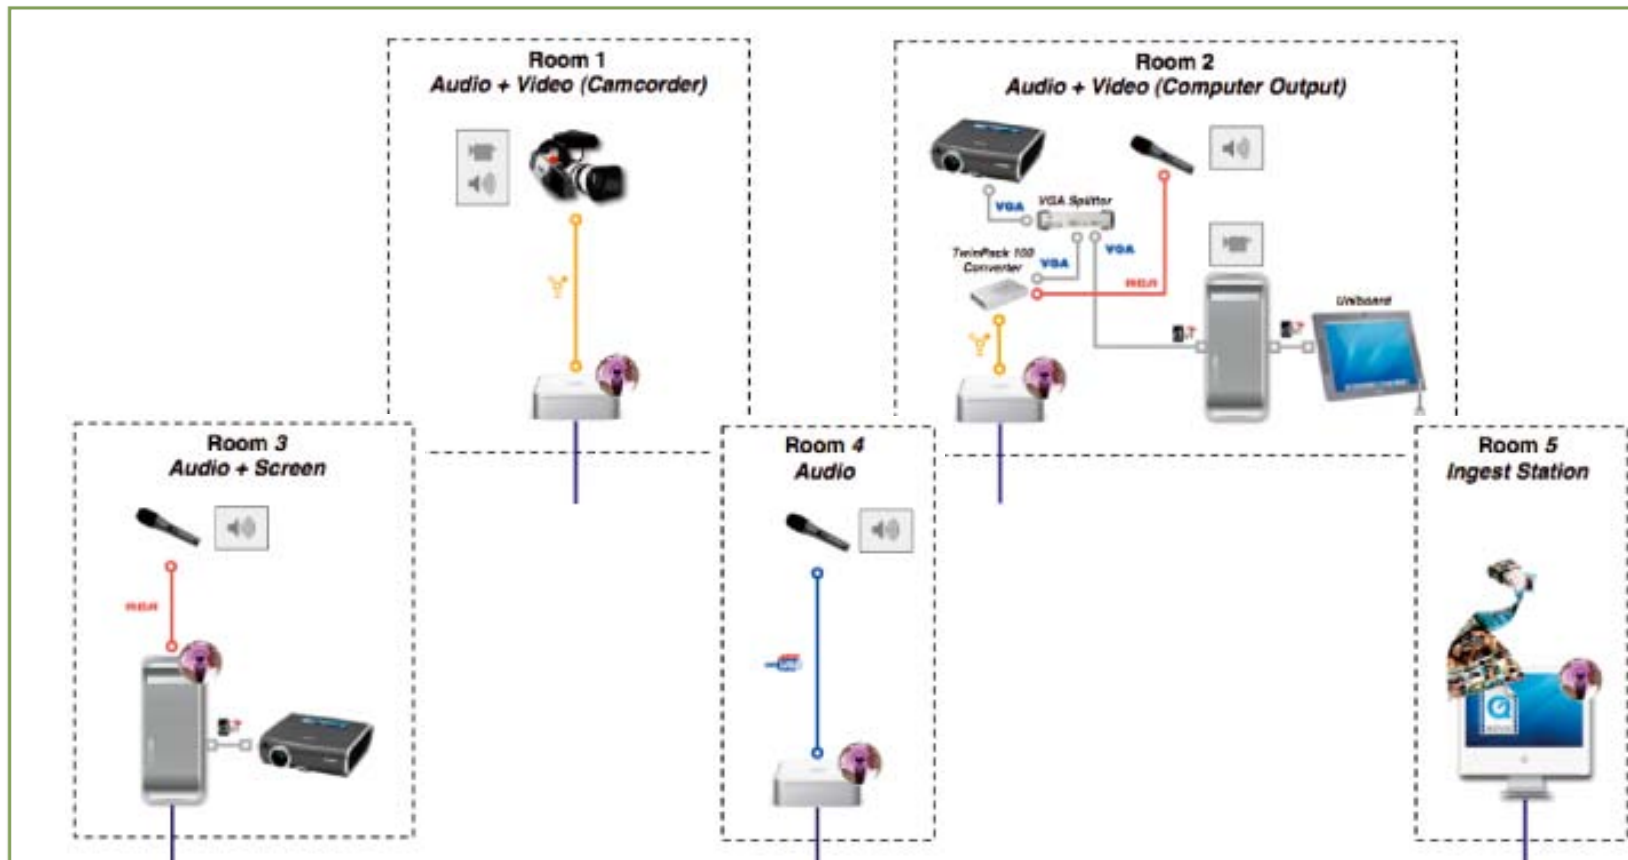 Room 1
Audio + Video (Camcorder)
Room 2
Audio + Video (Computer Output)
VGA Splitter
VGA
TwinPack 100
Converter
VGA
VGA
RCA
Uniboard
Room 3
Audio + Screen
RCA
Room 4
Audio
USB
Room 5
Ingest Station